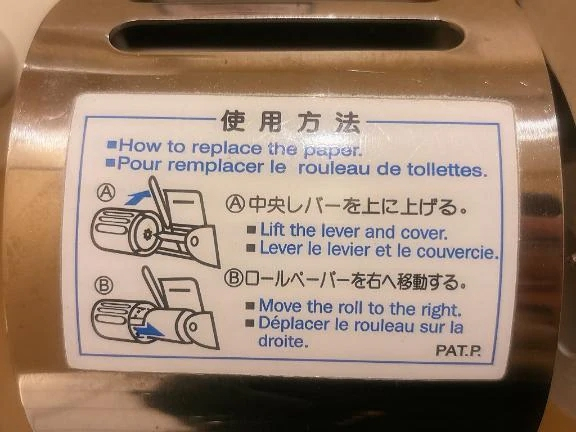 使用方法
■How to replace the paper.
■Pour remplacer le rouleau de tollettes.
Ⓐ
Ⓐ中央レバーを上に上げる。
■ Lift the lever and cover.
■ Lever le levier et le couvercie.
Ⓑ
Ⓑロールペーパーを右へ移動する。
■ Move the roll to the right.
■ Déplacer le rouleau sur la
droite.
PAT.P.